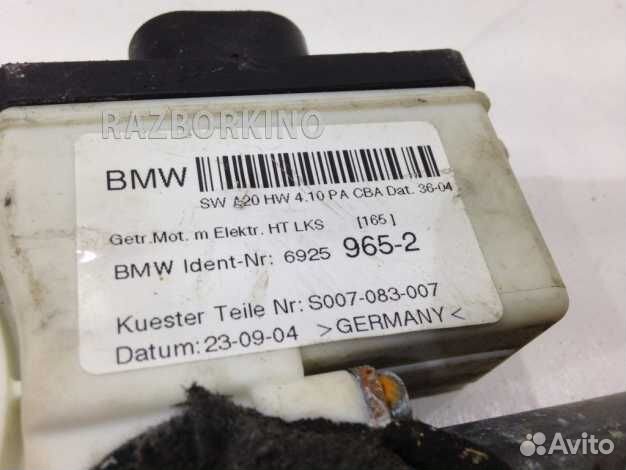 RAZBORKINO
BMW
SW A20 HW 4.10 PA CBA Dat. 36-04
Getr.Mot. m Elektr. HT LKS [165]
BMW Ident-Nr: 6925 965-2
Kuester Teile Nr: S007-083-007
Datum: 23-09-04 >GERMANY<
Avito